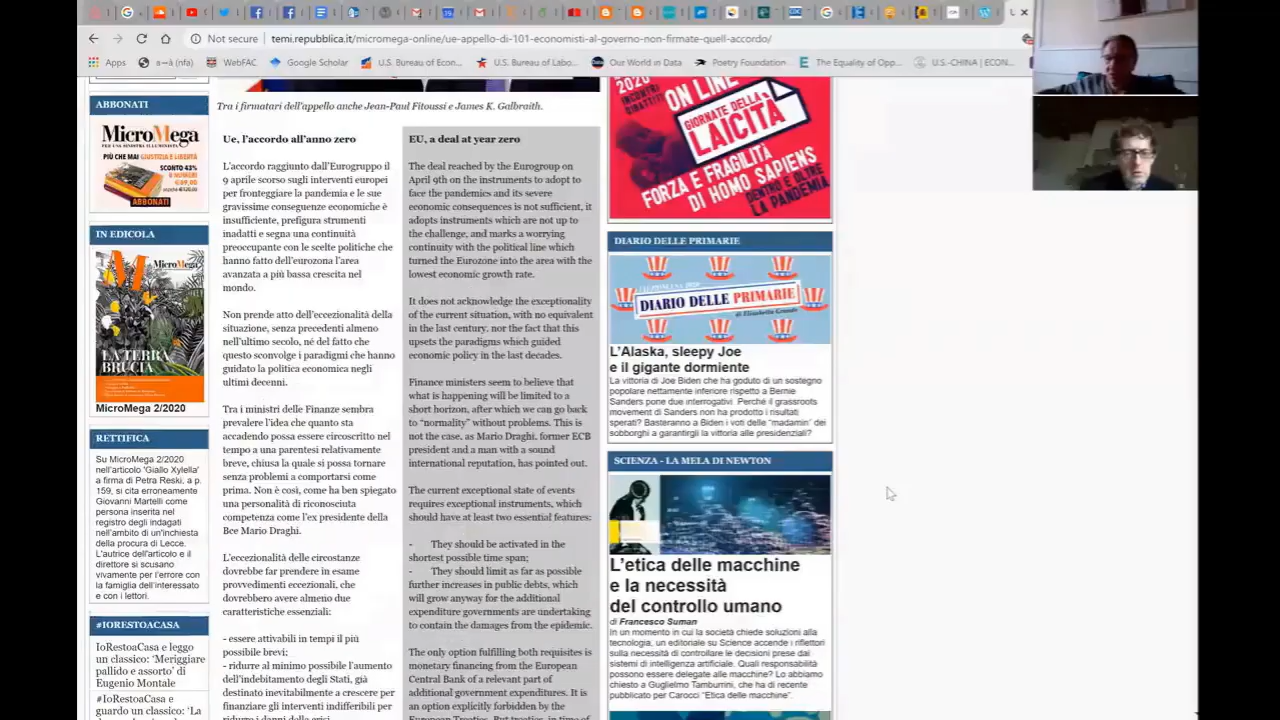 Not secure
temi.repubblica.it/micromega-online/ue-appello-di-101-economisti-al-governo-non-firmate-quell-accordo/
Apps
WebFAC
Google Scholar
U.S. Bureau of Econ...
U.S. Bureau of Labo...
Our World in Data
Poetry Foundation
The Equality of Opp...
U.S.-CHINA | ECON...
ABBONATI
MicroMega
PER UNA SINISTRA ILLUMINISTA
PIÙ CHE MAI GIUSTIZIA E LIBERTÀ
SCONTO 43%
ABBONATI
IN EDICOLA
MicroMega
LA TERRA
BRUCIA
MicroMega 2/2020
RETTIFICA
Su MicroMega 2/2020
nell'articolo 'Giallo Xylella'
a firma di Petra Reski, a p.
159, si cita erroneamente
Giovanni Martelli come
persona inserita nel
registro degli indagati
nell'ambito di un'inchiesta
della procura di Lecce.
L'autrice dell'articolo e il
direttore si scusano
vivamente per l'errore con
la famiglia dell'interessato
e con i lettori.
#IORESTOACASA
IoRestoaCasa e leggo
un classico: 'Meriggiare
pallido e assorto' di
Eugenio Montale
#IoRestoaCasa e
guardo un classico: 'La
Tra i firmatari dell'appello anche Jean-Paul Fitoussi e James K. Galbraith.
Ue, l'accordo all'anno zero
L'accordo raggiunto dall'Eurogruppo il
9 aprile scorso sugli interventi europei
per fronteggiare la pandemia e le sue
gravissime conseguenze economiche è
insufficiente, prefigura strumenti
inadatti e segna una continuità
preoccupante con le scelte politiche che
hanno fatto dell'eurozona l'area
avanzata a più bassa crescita nel
mondo.
Non prende atto dell'eccezionalità della
situazione, senza precedenti almeno
nell'ultimo secolo, né del fatto che
questo sconvolge i paradigmi che hanno
guidato la politica economica negli
ultimi decenni.
Tra i ministri delle Finanze sembra
prevalere l'idea che quanto sta
accadendo possa essere circoscritto nel
tempo a una parentesi relativamente
breve, chiusa la quale si possa tornare
senza problemi a comportarsi come
prima. Non è così, come ha ben spiegato
una personalità di riconosciuta
competenza come l'ex presidente della
Bce Mario Draghi.
L'eccezionalità delle circostanze
dovrebbe far prendere in esame
provvedimenti eccezionali, che
dovrebbero avere almeno due
caratteristiche essenziali:
- essere attivabili in tempi il più
possibile brevi;
- ridurre al minimo possibile l'aumento
dell'indebitamento degli Stati, già
destinato inevitabilmente a crescere per
finanziare gli interventi indifferibili per
ridurre i danni della crisi
EU, a deal at year zero
The deal reached by the Eurogroup on
April 9th on the instruments to adopt to
face the pandemics and its severe
economic consequences is not sufficient, it
adopts instruments which are not up to
the challenge, and marks a worrying
continuity with the political line which
turned the Eurozone into the area with the
lowest economic growth rate.
It does not acknowledge the exceptionality
of the current situation, with no equivalent
in the last century, nor the fact that this
upsets the paradigms which guided
economic policy in the last decades.
Finance ministers seem to believe that
what is happening will be limited to a
short horizon, after which we can go back
to “normality” without problems. This is
not the case, as Mario Draghi, former ECB
president and a man with a sound
international reputation, has pointed out.
The current exceptional state of events
requires exceptional instruments, which
should have at least two essential features:
- They should be activated in the
shortest possible time span;
- They should limit as far as possible
further increases in public debts, which
will grow anyway for the additional
expenditure governments are undertaking
to contain the damages from the epidemic.
The only option fulfilling both requisites is
monetary financing from the European
Central Bank of a relevant part of
additional government expenditures. It is
an option explicitly forbidden by the
European Treaties. But treaties, in time of
2020
INCONTRI
DIBATTITI
ON LINE
GIORNATE DELLA
LAICITÀ
FORZA E FRAGILITÀ
DI HOMO SAPIENS
DENTRO E OLTRE
LA PANDEMIA
DIARIO DELLE PRIMARIE
DIARIO DELLE PRIMARIE
di Elisabetta Grande
L'Alaska, sleepy Joe
e il gigante dormiente
La vittoria di Joe Biden che ha goduto di un sostegno
popolare nettamente inferiore rispetto a Bernie
Sanders pone due interrogativi. Perché il grassroots
movement di Sanders non ha prodotto i risultati
sperati? Basteranno a Biden i voti delle “madamin” dei
sobborghi a garantirgli la vittoria alle presidenziali?
SCIENZA - LA MELA DI NEWTON
L'etica delle macchine
e la necessità
del controllo umano
di Francesco Suman
In un momento in cui la società chiede soluzioni alla
tecnologia, un editoriale su Science accende i riflettori
sulla necessità di controllare le decisioni prese dai
sistemi di intelligenza artificiale. Quali responsabilità
possono essere delegate alle macchine? Lo abbiamo
chiesto a Guglielmo Tamburrini, che ha di recente
pubblicato per Carocci “Etica delle macchine”.